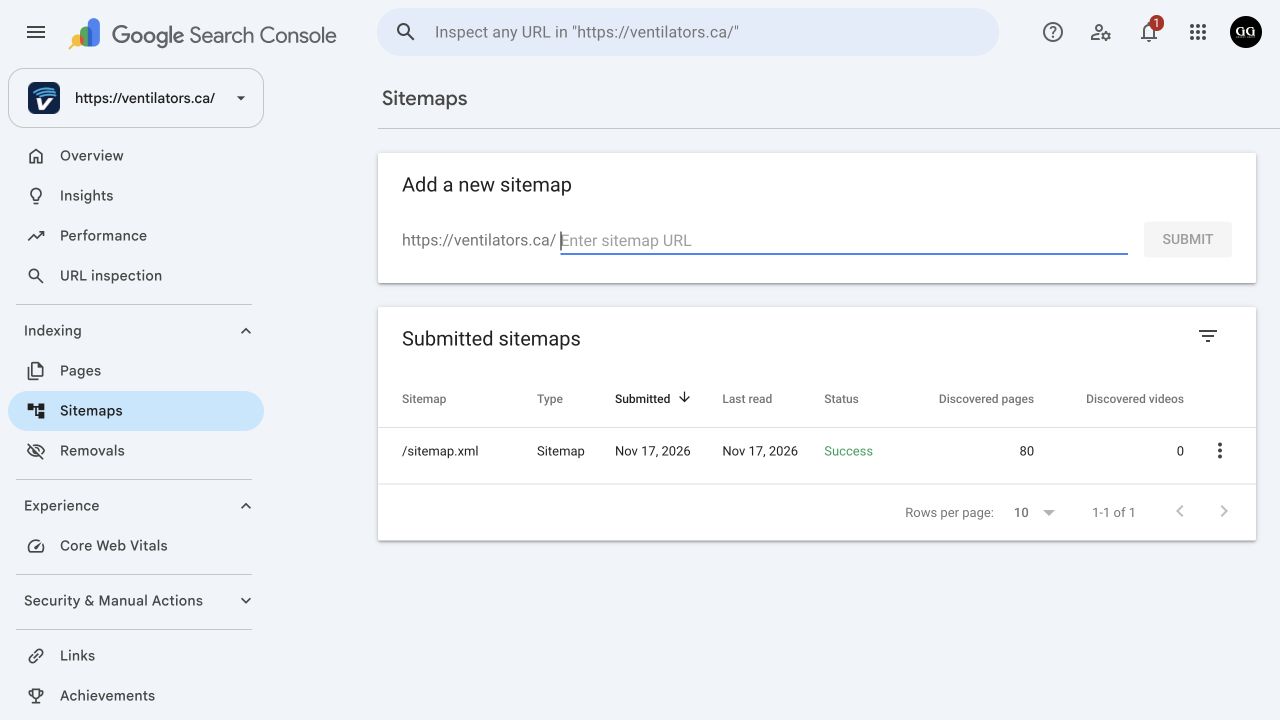 Google Search Console
Inspect any URL in "https://ventilators.ca/"
1
GG
https://ventilators.ca/
Overview
Insights
Performance
URL inspection
Indexing
Pages
Sitemaps
Removals
Experience
Core Web Vitals
Security & Manual Actions
Links
Achievements
Sitemaps
Add a new sitemap
https://ventilators.ca/ Enter sitemap URL SUBMIT
Submitted sitemaps
Sitemap Type Submitted Last read Status Discovered pages Discovered videos
/sitemap.xml Sitemap Nov 17, 2026 Nov 17, 2026 Success 80 0
Rows per page: 10 1-1 of 1